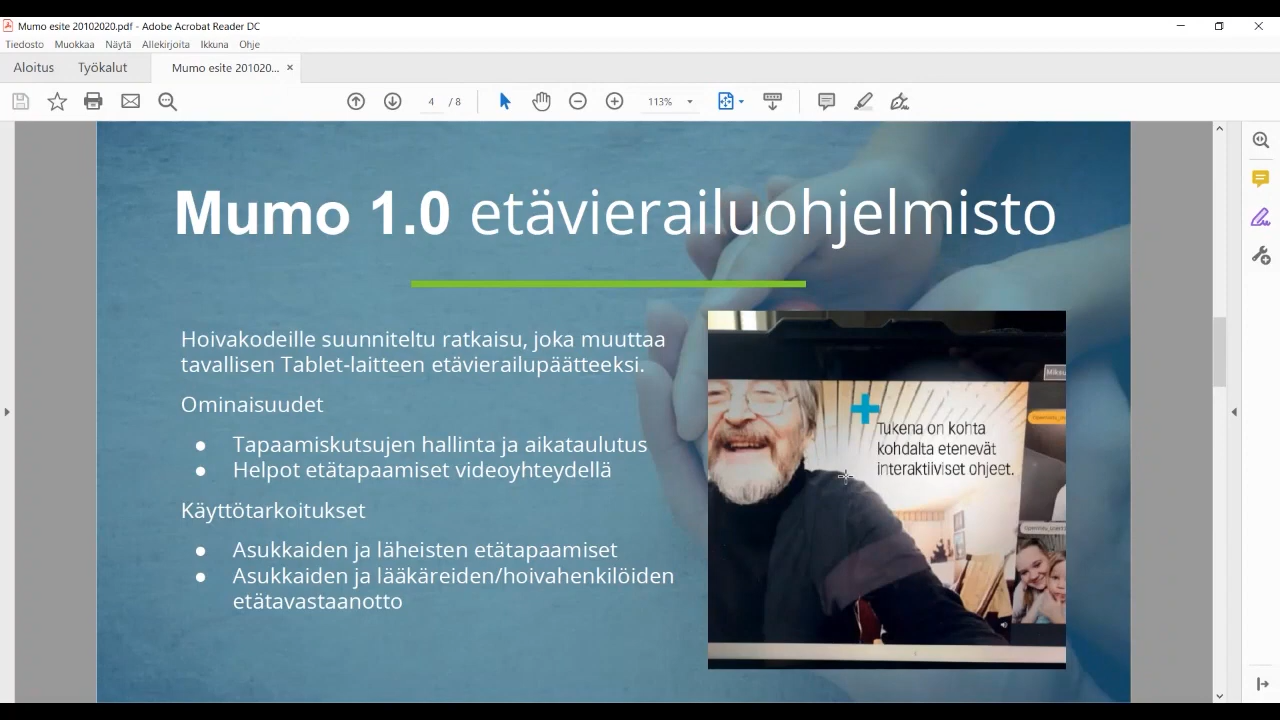 Mumo esite 20102020.pdf - Adobe Acrobat Reader DC
Tiedosto Muokkaa Näytä Allekirjoita Ikkuna Ohje
Aloitus Työkalut Mumo esite 201020... ×
4 / 8 113%
Mumo 1.0 etävierailuohjelmisto
Hoivakodeille suunniteltu ratkaisu, joka muuttaa
tavallisen Tablet-laitteen etävierailupäätteeksi.
Ominaisuudet
● Tapaamiskutsujen hallinta ja aikataulutus
● Helpot etätapaamiset videoyhteydellä
Käyttötarkoitukset
● Asukkaiden ja läheisten etätapaamiset
● Asukkaiden ja lääkäreiden/hoivahenkilöiden
etätavastaanotto
Tukena on kohta
kohdalta etenevät
interaktiiviset ohjeet.